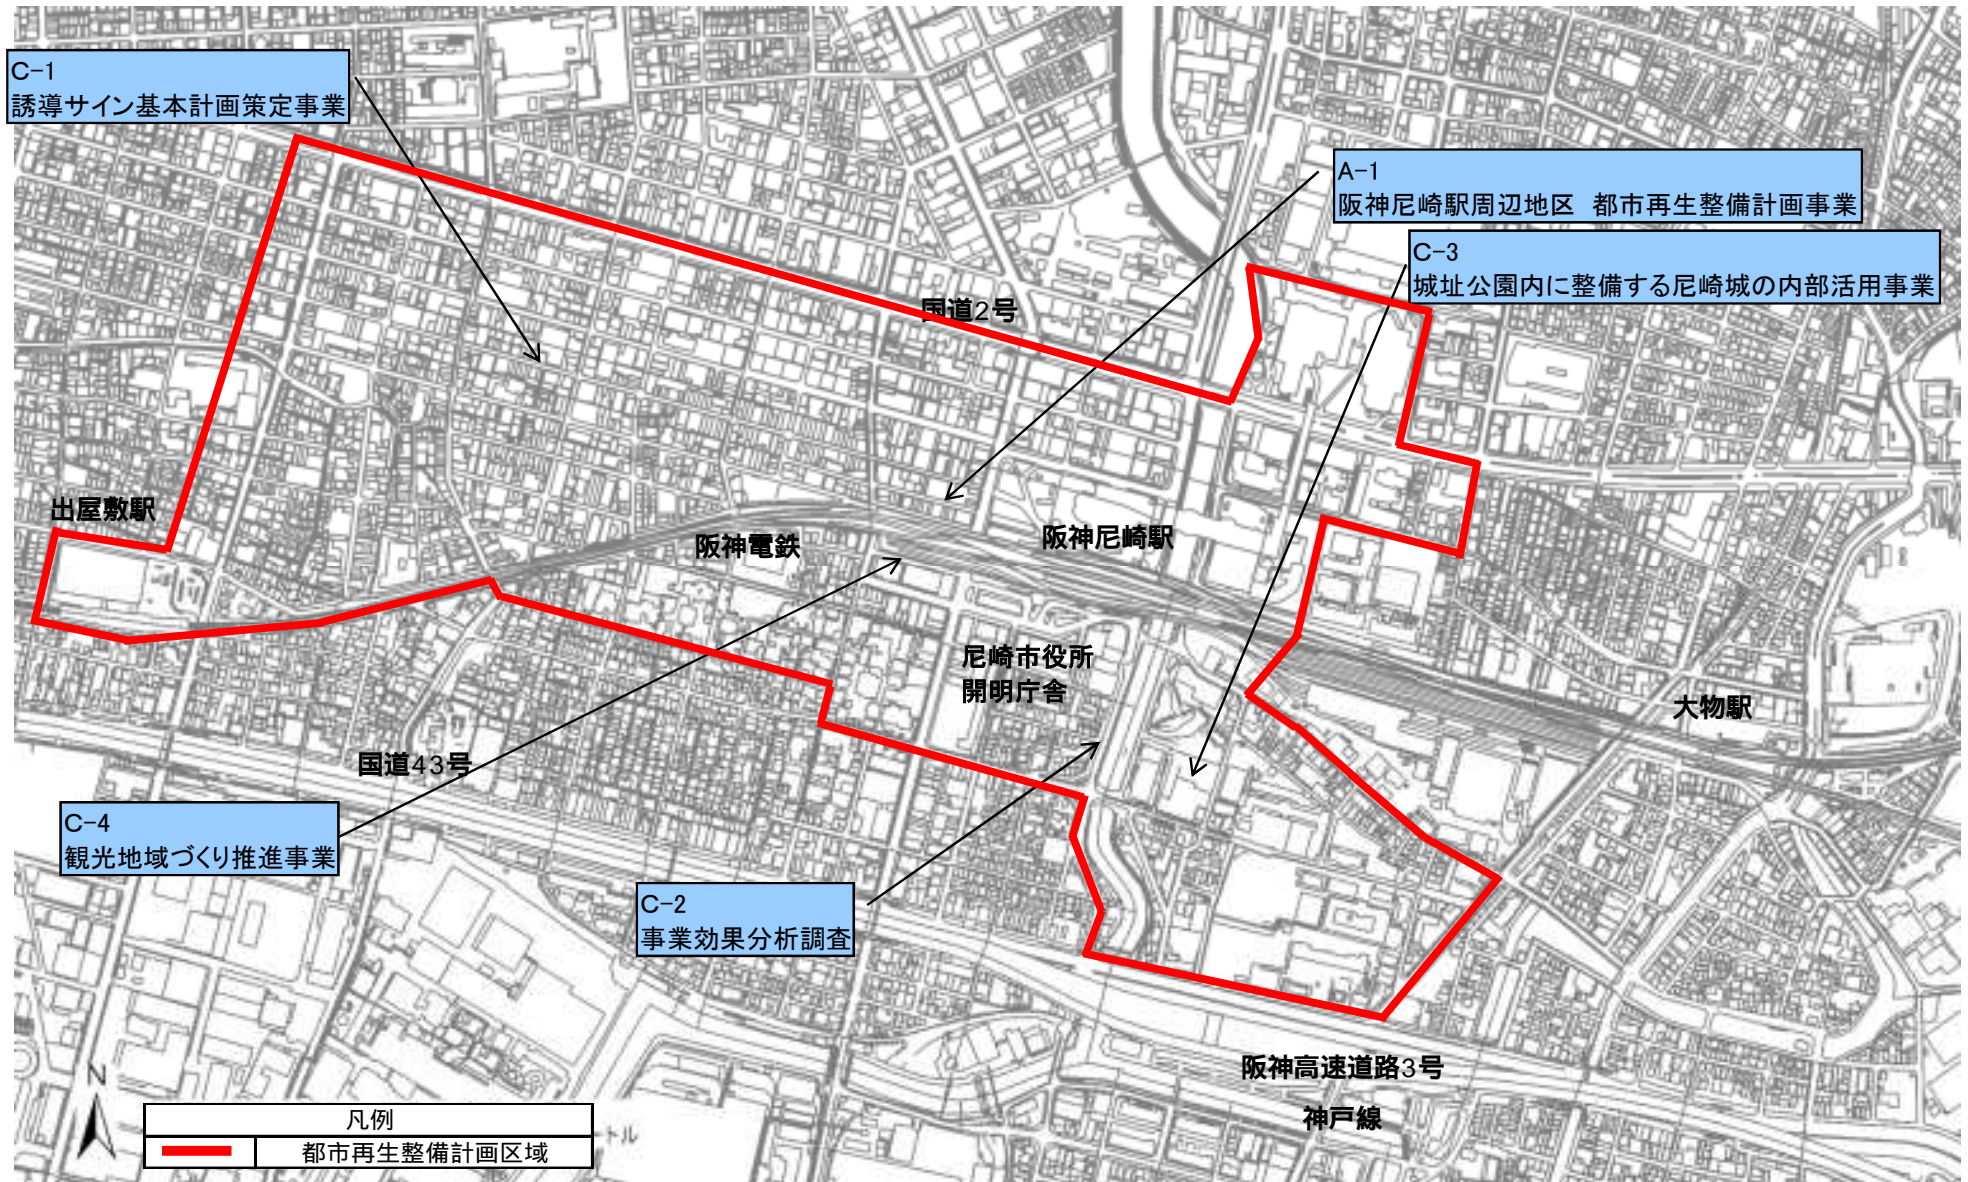 C-1
誘導サイン基本計画策定事業
A-1
阪神尼崎駅周辺地区 都市再生整備計画事業
C-3
城址公園内に整備する尼崎城の内部活用事業
国道2号
出屋敷駅
阪神電鉄
阪神尼崎駅
尼崎市役所
開明庁舎
大物駅
国道43号
C-4
観光地域づくり推進事業
C-2
事業効果分析調査
阪神高速道路3号
神戸線
N
凡例
都市再生整備計画区域
トル